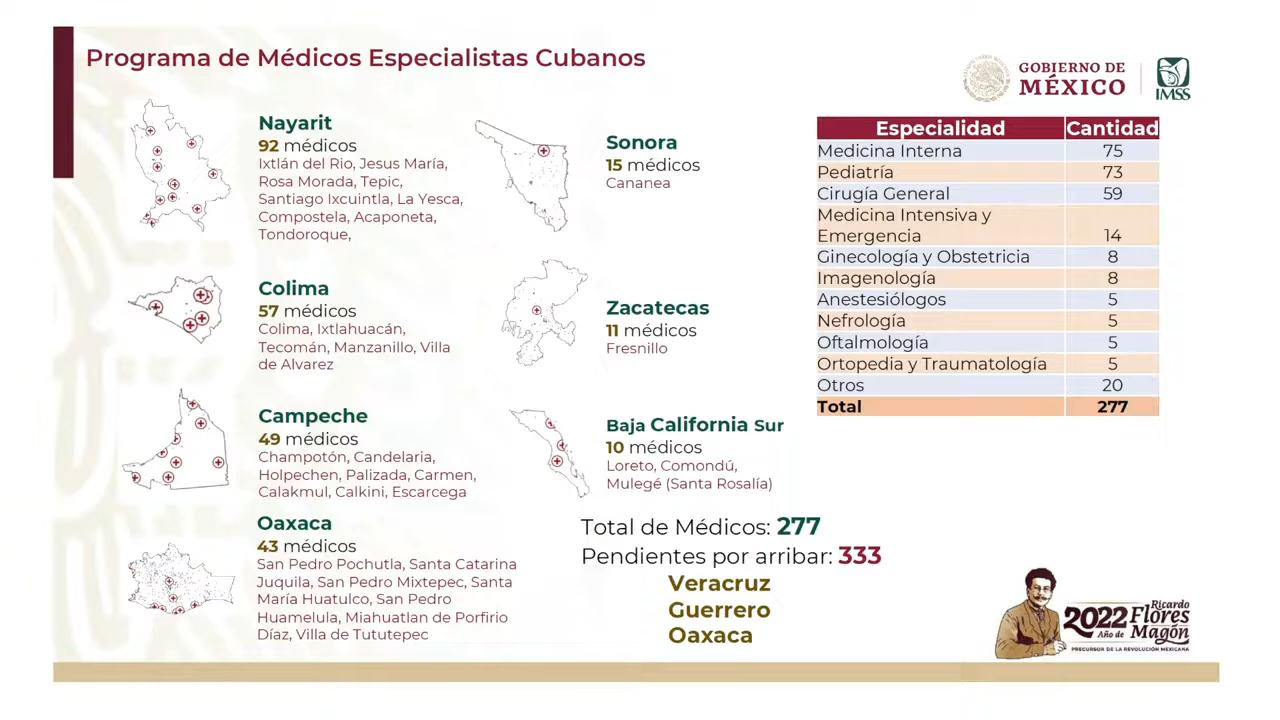 Programa de Médicos Especialistas Cubanos
GOBIERNO DE
MÉXICO
IMSS
Nayarit
92 médicos
Ixtlán del Rio, Jesus María,
Rosa Morada, Tepic,
Santiago Ixcuintla, La Yesca,
Compostela, Acaponeta,
Tondoroque,
Colima
57 médicos
Colima, Ixtlahuacán,
Tecomán, Manzanillo, Villa
de Alvarez
Campeche
49 médicos
Champotón, Candelaria,
Holpechen, Palizada, Carmen,
Calakmul, Calkini, Escarcega
Oaxaca
43 médicos
San Pedro Pochutla, Santa Catarina
Juquila, San Pedro Mixtepec, Santa
María Huatulco, San Pedro
Huamelula, Miahuatlan de Porfirio
Díaz, Villa de Tututepec
Sonora
15 médicos
Cananea
Zacatecas
11 médicos
Fresnillo
Baja California Sur
10 médicos
Loreto, Comondú,
Mulegé (Santa Rosalía)
Total de Médicos: 277
Pendientes por arribar: 333
Veracruz
Guerrero
Oaxaca
Especialidad Cantidad
Medicina Interna 75
Pediatría 73
Cirugía General 59
Medicina Intensiva y
Emergencia 14
Ginecología y Obstetricia 8
Imagenología 8
Anestesiólogos 5
Nefrología 5
Oftalmología 5
Ortopedia y Traumatología 5
Otros 20
Total 277
2022 Ricardo
Flores
Año de Magón
PRECURSOR DE LA REVOLUCIÓN MEXICANA